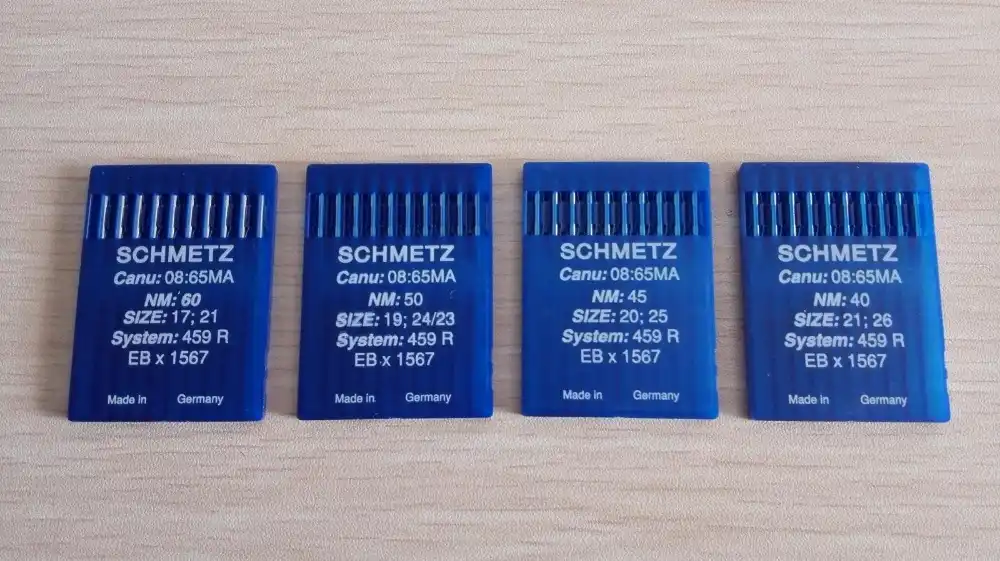 SCHMETZ
Canu: 08:65MA
NM: 60
SIZE: 17; 21
System: 459 R
EB x 1567
Made in Germany
SCHMETZ
Canu: 08:65MA
NM: 50
SIZE: 19; 24/23
System: 459 R
EB x 1567
Made in Germany
SCHMETZ
Canu: 08:65MA
NM: 45
SIZE: 20; 25
System: 459 R
EB x 1567
Made in Germany
SCHMETZ
Canu: 08:65MA
NM: 40
SIZE: 21; 26
System: 459 R
EB x 1567
Made in Germany